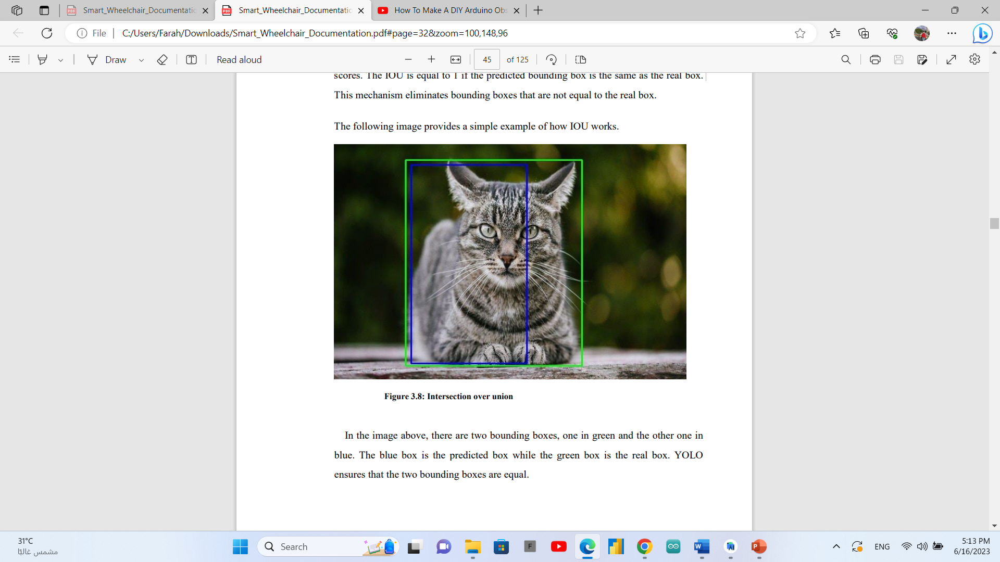 Smart_Wheelchair_Documentatic
Smart_Wheelchair_Documentatic
How To Make A DIY Arduino Obs
File
C:/Users/Farah/Downloads/Smart_Wheelchair_Documentation.pdf#page=32&zoom=100,148,96
Draw
Read aloud
45 of 125
scores. The IOU is equal to 1 if the predicted bounding box is the same as the real box.
This mechanism eliminates bounding boxes that are not equal to the real box.
The following image provides a simple example of how IOU works.
Figure 3.8: Intersection over union
In the image above, there are two bounding boxes, one in green and the other one in
blue. The blue box is the predicted box while the green box is the real box. YOLO
ensures that the two bounding boxes are equal.
31°C
مشمس غالبًا
Search
ENG
5:13 PM
6/16/2023